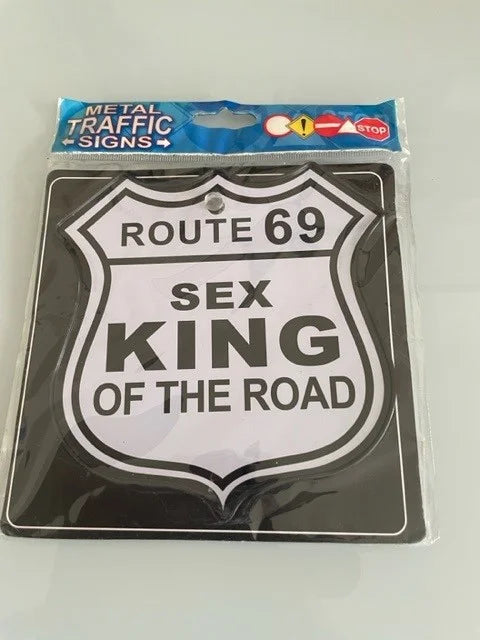 METAL
TRAFFIC
SIGNS
STOP
ROUTE 69
SEX
KING
OF THE ROAD